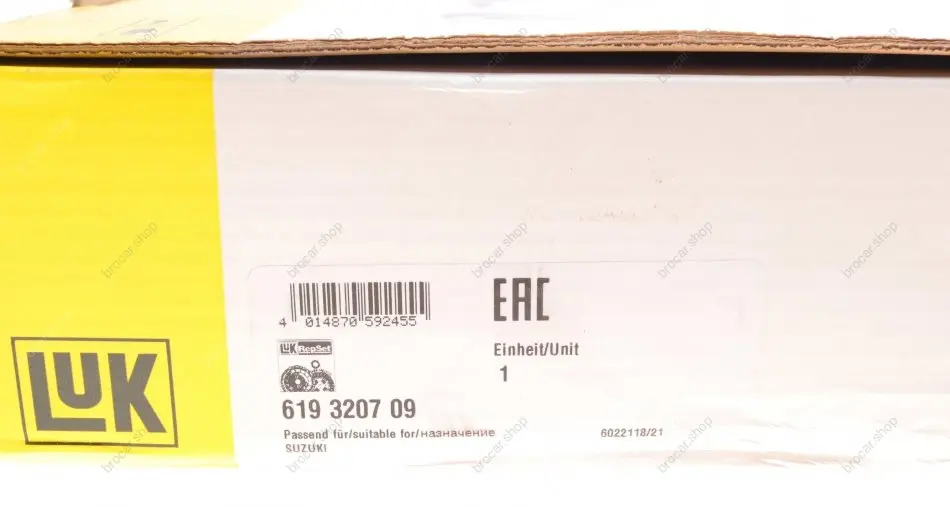 4 014870 592455
EAC
LuK RepSet
Einheit/Unit
1
619 3207 09
Passend für/suitable for/назначение
SUZUKI
6022118/21
LUK
brocar.shop